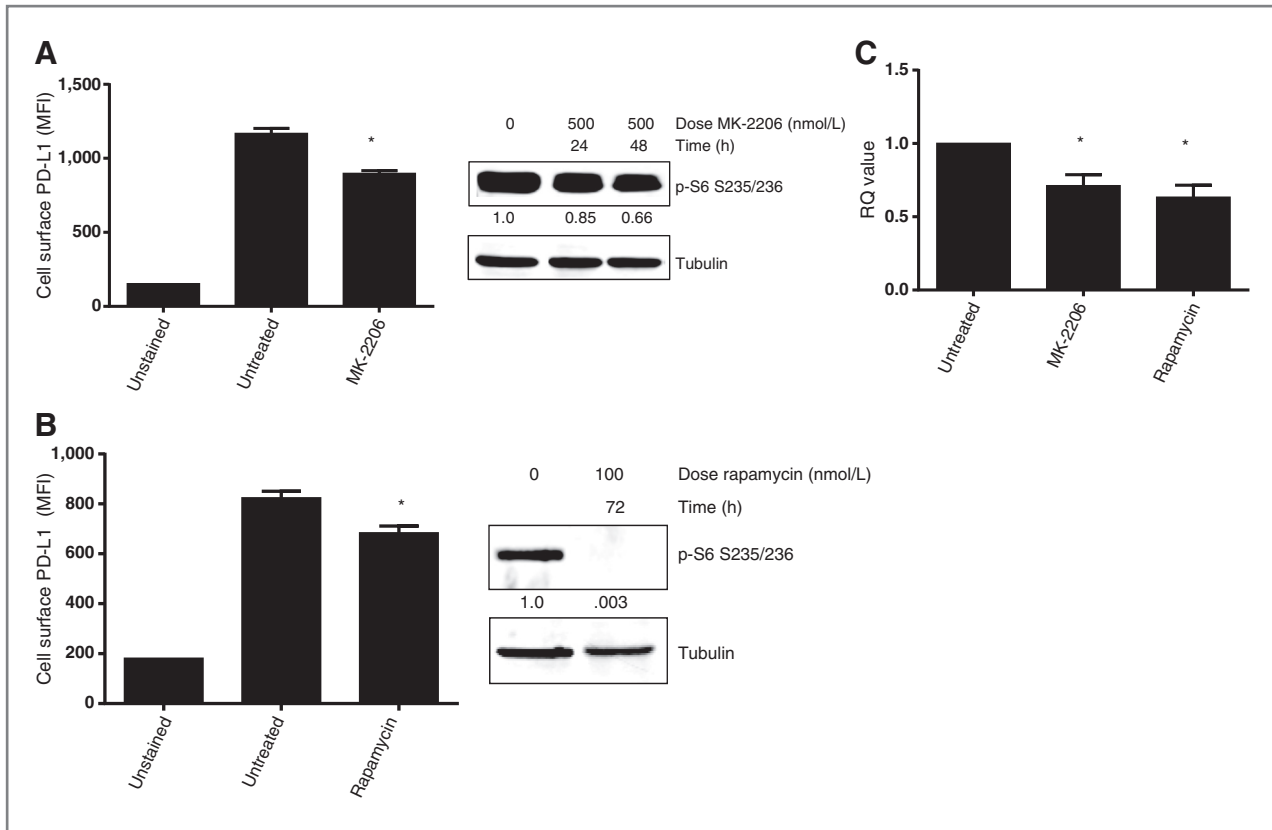 A
Cell surface PD-L1 (MFI)
1,500
1,000
500
0
*
Unstained
Untreated
MK-2206
0 500 500 Dose MK-2206 (nmol/L)
24 48 Time (h)
p-S6 S235/236
1.0 0.85 0.66
Tubulin
C
RQ value
1.5
1.0
0.5
0.0
* *
Untreated
MK-2206
Rapamycin
B
Cell surface PD-L1 (MFI)
1,000
800
600
400
200
0
*
Unstained
Untreated
Rapamycin
0 100 Dose rapamycin (nmol/L)
72 Time (h)
p-S6 S235/236
1.0 .003
Tubulin